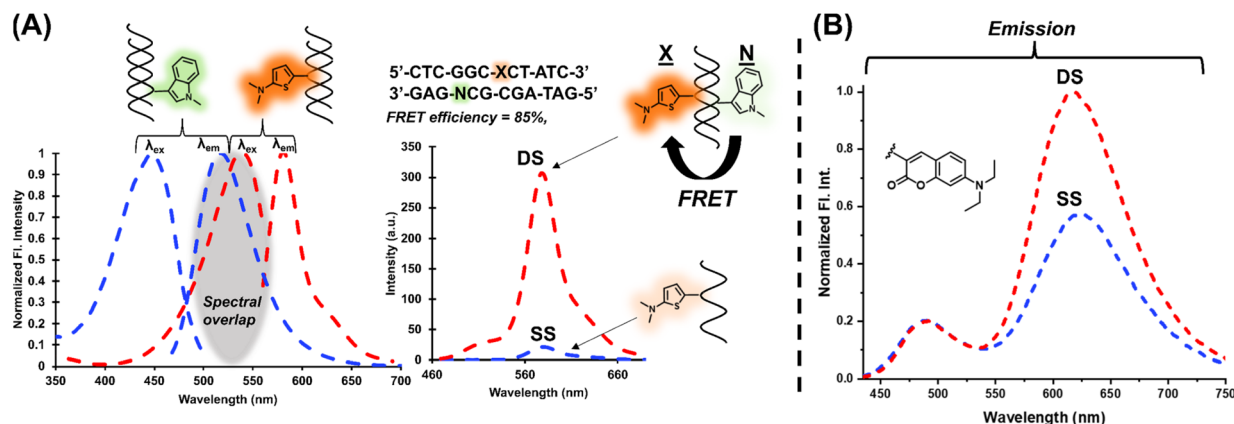 (A)
λex
λem
λex
λem
Normalized Fl. Intensity
1
0.9
0.8
0.7
0.6
0.5
0.4
0.3
0.2
0.1
0
Spectral
overlap
350
450
500
550
600
700
Wavelength (nm)
5’-CTC-GGC-XCT-ATC-3’
3’-GAG-NCG-CGA-TAG-5’
FRET efficiency = 85%,
Intensity (a.u.)
350
300
250
200
150
100
50
0
DS
SS
460
560
660
Wavelength (nm)
X
N
N
S
N
FRET
N
S
(B)
Emission
Normalized Fl. Int.
1.0
0.8
0.6
0.4
0.2
0.0
DS
SS
O
O
N
450
500
550
600
650
700
750
Wavelength (nm)